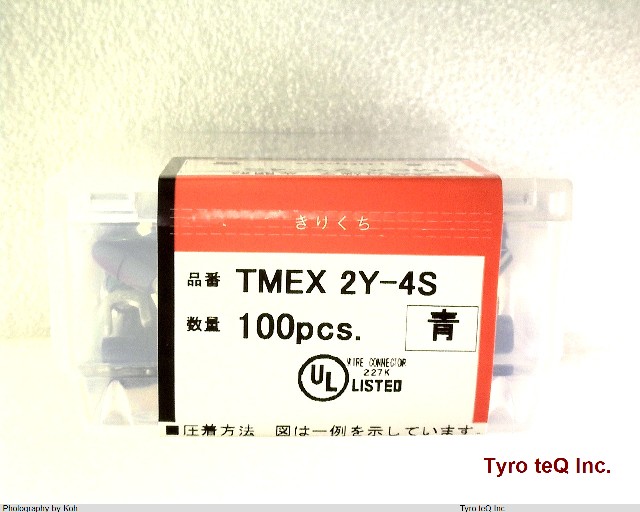 きりくち
品番 TMEX 2Y-4S
数量 100pcs.
青
UL WIRE CONNECTOR
227K
LISTED
■圧着方法 図は一例を示しています。
Tyro teQ Inc.
Photography by Koh
Tyro teQ Inc